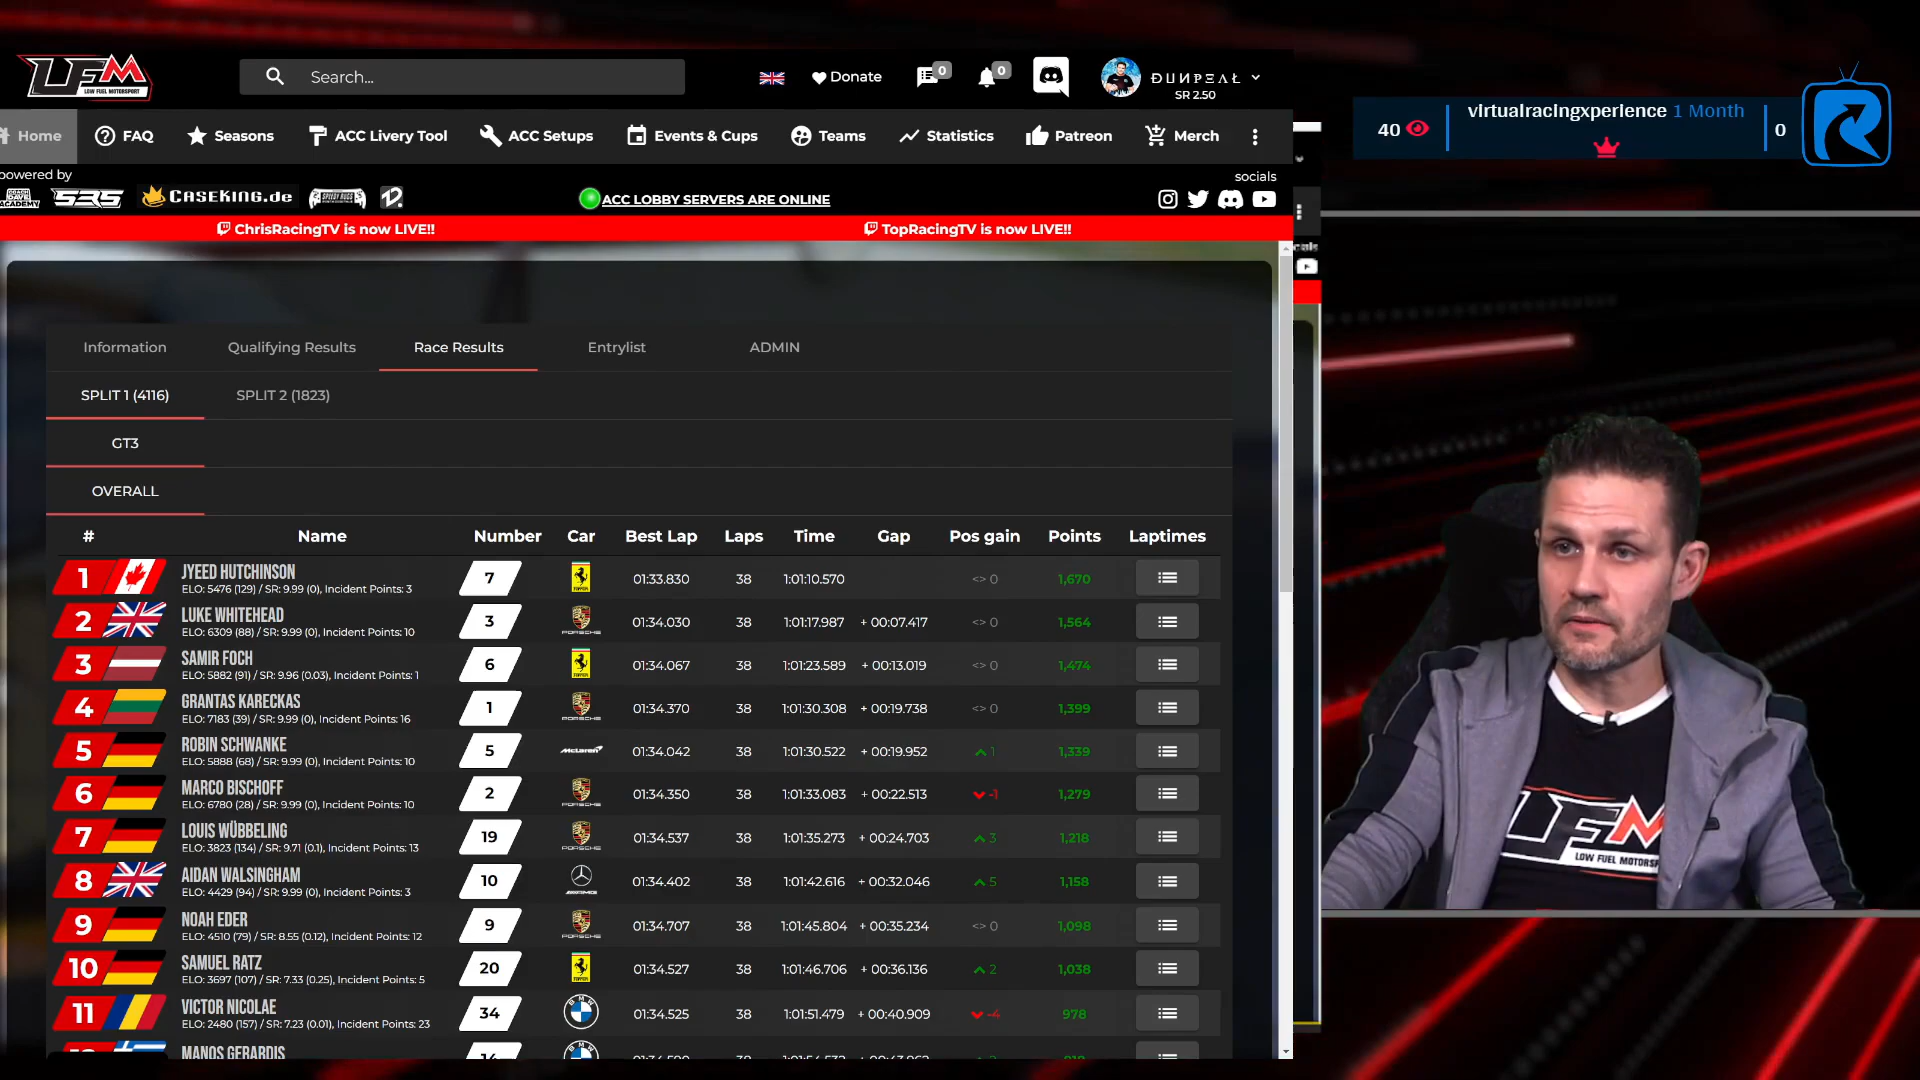 LFM
LOW FUEL MOTORSPORT
Search...
Donate
0
0
ÐUИPΞAŁ
SR 2.50
Home
FAQ
Seasons
ACC Livery Tool
ACC Setups
Events & Cups
Teams
Statistics
Patreon
Merch
powered by
socials
COACH DAVE ACADEMY
SRS
CASEKING.de
ACC LOBBY SERVERS ARE ONLINE
ChrisRacingTV is now LIVE!!
TopRacingTV is now LIVE!!
Information Qualifying Results Race Results Entrylist ADMIN
SPLIT 1 (4116) SPLIT 2 (1823)
GT3
OVERALL
# Name Number Car Best Lap Laps Time Gap Pos gain Points Laptimes
1 JYEED HUTCHINSON 7 01:33.830 38 1:01:10.570 <> 0 1,670
ELO: 5476 (129) / SR: 9.99 (0), Incident Points: 3
2 LUKE WHITEHEAD 3 PORSCHE 01:34.030 38 1:01:17.987 + 00:07.417 <> 0 1,564
ELO: 6309 (88) / SR: 9.99 (0), Incident Points: 10
3 SAMIR FOCH 6 01:34.067 38 1:01:23.589 + 00:13.019 <> 0 1,474
ELO: 5882 (91) / SR: 9.96 (0.03), Incident Points: 1
4 GRANTAS KARECKAS 1 PORSCHE 01:34.370 38 1:01:30.308 + 00:19.738 <> 0 1,399
ELO: 7183 (39) / SR: 9.99 (0), Incident Points: 16
5 ROBIN SCHWANKE 5 McLaren 01:34.042 38 1:01:30.522 + 00:19.952 1 1,339
ELO: 5888 (68) / SR: 9.99 (0), Incident Points: 10
6 MARCO BISCHOFF 2 PORSCHE 01:34.350 38 1:01:33.083 + 00:22.513 -1 1,279
ELO: 6780 (28) / SR: 9.99 (0), Incident Points: 10
7 LOUIS WÜBBELING 19 PORSCHE 01:34.537 38 1:01:35.273 + 00:24.703 3 1,218
ELO: 3823 (134) / SR: 9.71 (0.1), Incident Points: 13
8 AIDAN WALSINGHAM 10 AMG 01:34.402 38 1:01:42.616 + 00:32.046 5 1,158
ELO: 4429 (94) / SR: 9.99 (0), Incident Points: 3
9 NOAH EDER 9 PORSCHE 01:34.707 38 1:01:45.804 + 00:35.234 <> 0 1,098
ELO: 4510 (79) / SR: 8.55 (0.12), Incident Points: 12
10 SAMUEL RATZ 20 01:34.527 38 1:01:46.706 + 00:36.136 2 1,038
ELO: 3697 (107) / SR: 7.33 (0.25), Incident Points: 5
11 VICTOR NICOLAE 34 BMW 01:34.525 38 1:01:51.479 + 00:40.909 -4 978
ELO: 2480 (157) / SR: 7.23 (0.01), Incident Points: 23
MANOS GERARDIS
40
virtualracingxperience 1 Month
0
LFM
LOW FUEL MOTORSP